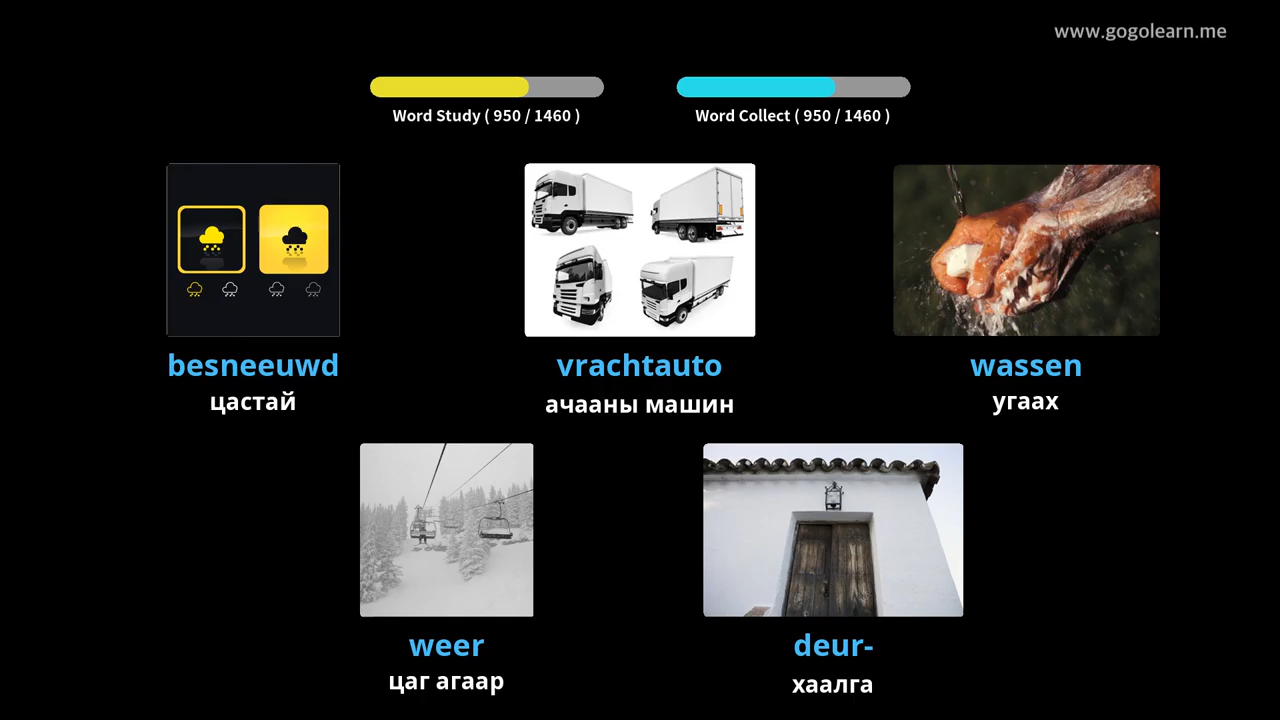 www.gogolearn.me
Word Study ( 950 / 1460 )
Word Collect ( 950 / 1460 )
besneeuwd
цастай
vrachtauto
ачааны машин
wassen
угаах
weer
цаг агаар
deur-
хаалга